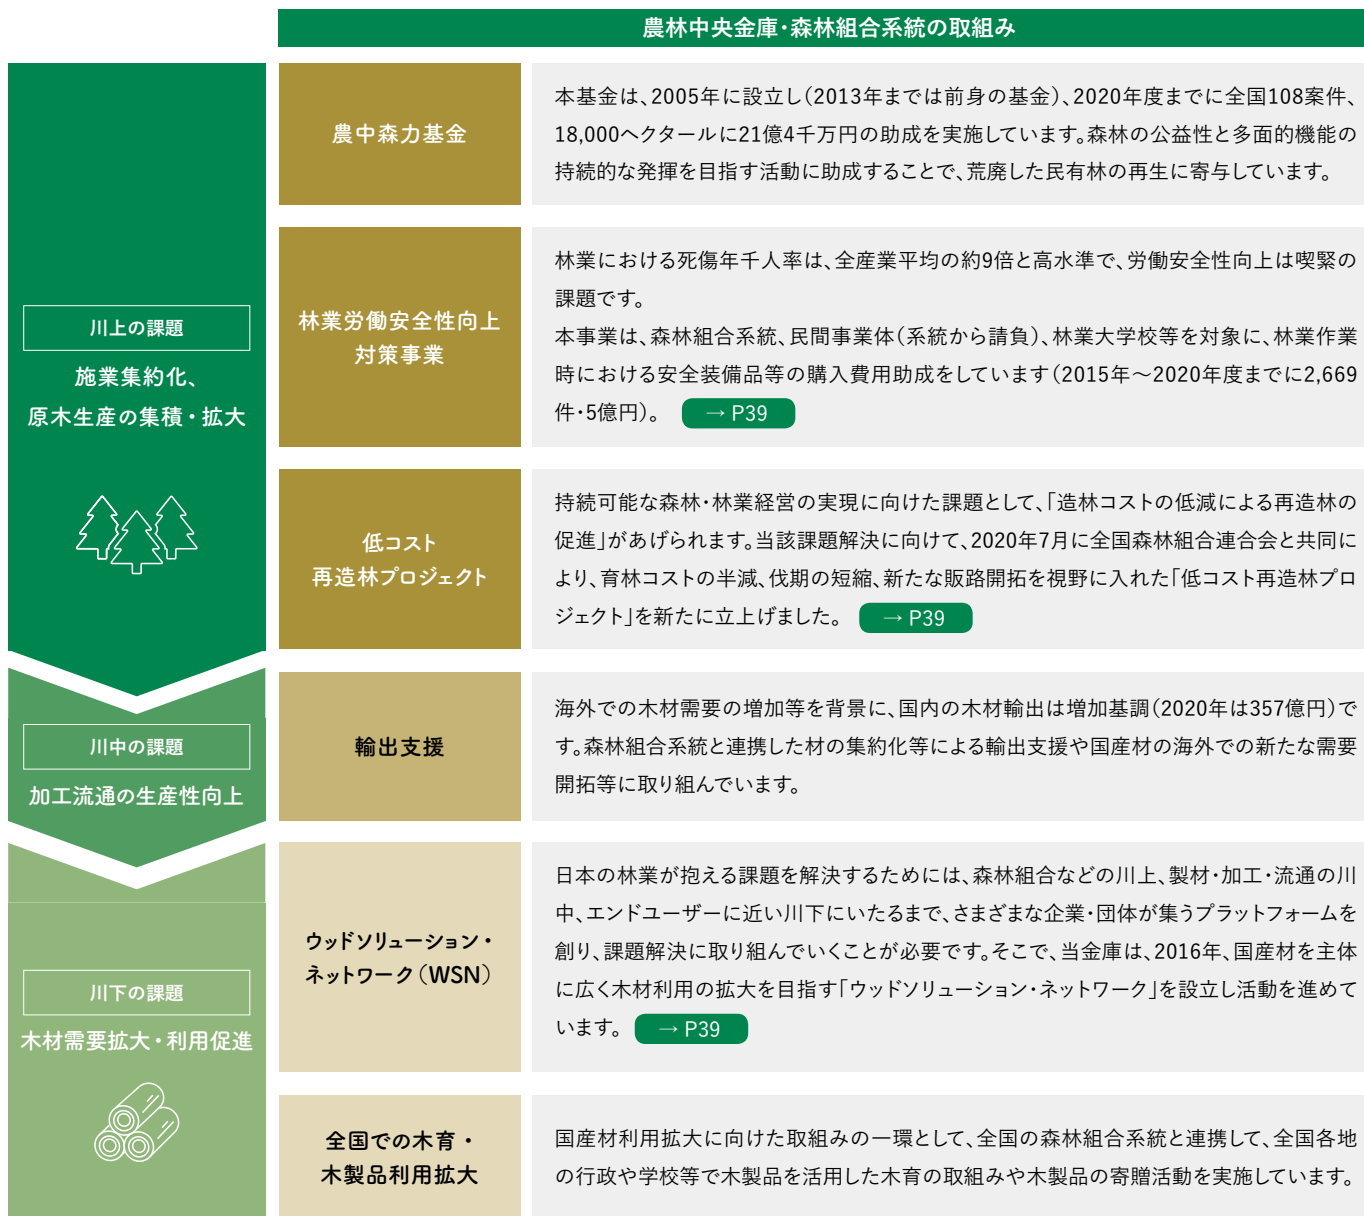 農林中央金庫・森林組合系統の取組み
川上の課題
施業集約化、
原木生産の集積・拡大
農中森力基金
本基金は、2005年に設立し（2013年までは前身の基金）、2020年度までに全国108案件、
18,000ヘクタールに21億4千万円の助成を実施しています。森林の公益性と多面的機能の
持続的な発揮を目指す活動に助成することで、荒廃した民有林の再生に寄与しています。
林業労働安全性向上
対策事業
林業における死傷年千人率は、全産業平均の約9倍と高水準で、労働安全性向上は喫緊の
課題です。
本事業は、森林組合系統、民間事業体（系統から請負）、林業大学校等を対象に、林業作業
時における安全装備品等の購入費用助成をしています（2015年～2020年度までに2,669
件・5億円）。 → P39
低コスト
再造林プロジェクト
持続可能な森林・林業経営の実現に向けた課題として、「造林コストの低減による再造林の
促進」があげられます。当該課題解決に向けて、2020年7月に全国森林組合連合会と共同に
より、育林コストの半減、伐期の短縮、新たな販路開拓を視野に入れた「低コスト再造林プロ
ジェクト」を新たに立上げました。 → P39
川中の課題
加工流通の生産性向上
輸出支援
海外での木材需要の増加等を背景に、国内の木材輸出は増加基調（2020年は357億円）で
す。森林組合系統と連携した材の集約化等による輸出支援や国産材の海外での新たな需要
開拓等に取り組んでいます。
川下の課題
木材需要拡大・利用促進
ウッドソリューション・
ネットワーク（WSN）
日本の林業が抱える課題を解決するためには、森林組合などの川上、製材・加工・流通の川
中、エンドユーザーに近い川下にいたるまで、さまざまな企業・団体が集うプラットフォームを
創り、課題解決に取り組んでいくことが必要です。そこで、当金庫は、2016年、国産材を主体
に広く木材利用の拡大を目指す「ウッドソリューション・ネットワーク」を設立し活動を進めて
います。 → P39
全国での木育・
木製品利用拡大
国産材利用拡大に向けた取組みの一環として、全国の森林組合系統と連携して、全国各地
の行政や学校等で木製品を活用した木育の取組みや木製品の寄贈活動を実施しています。